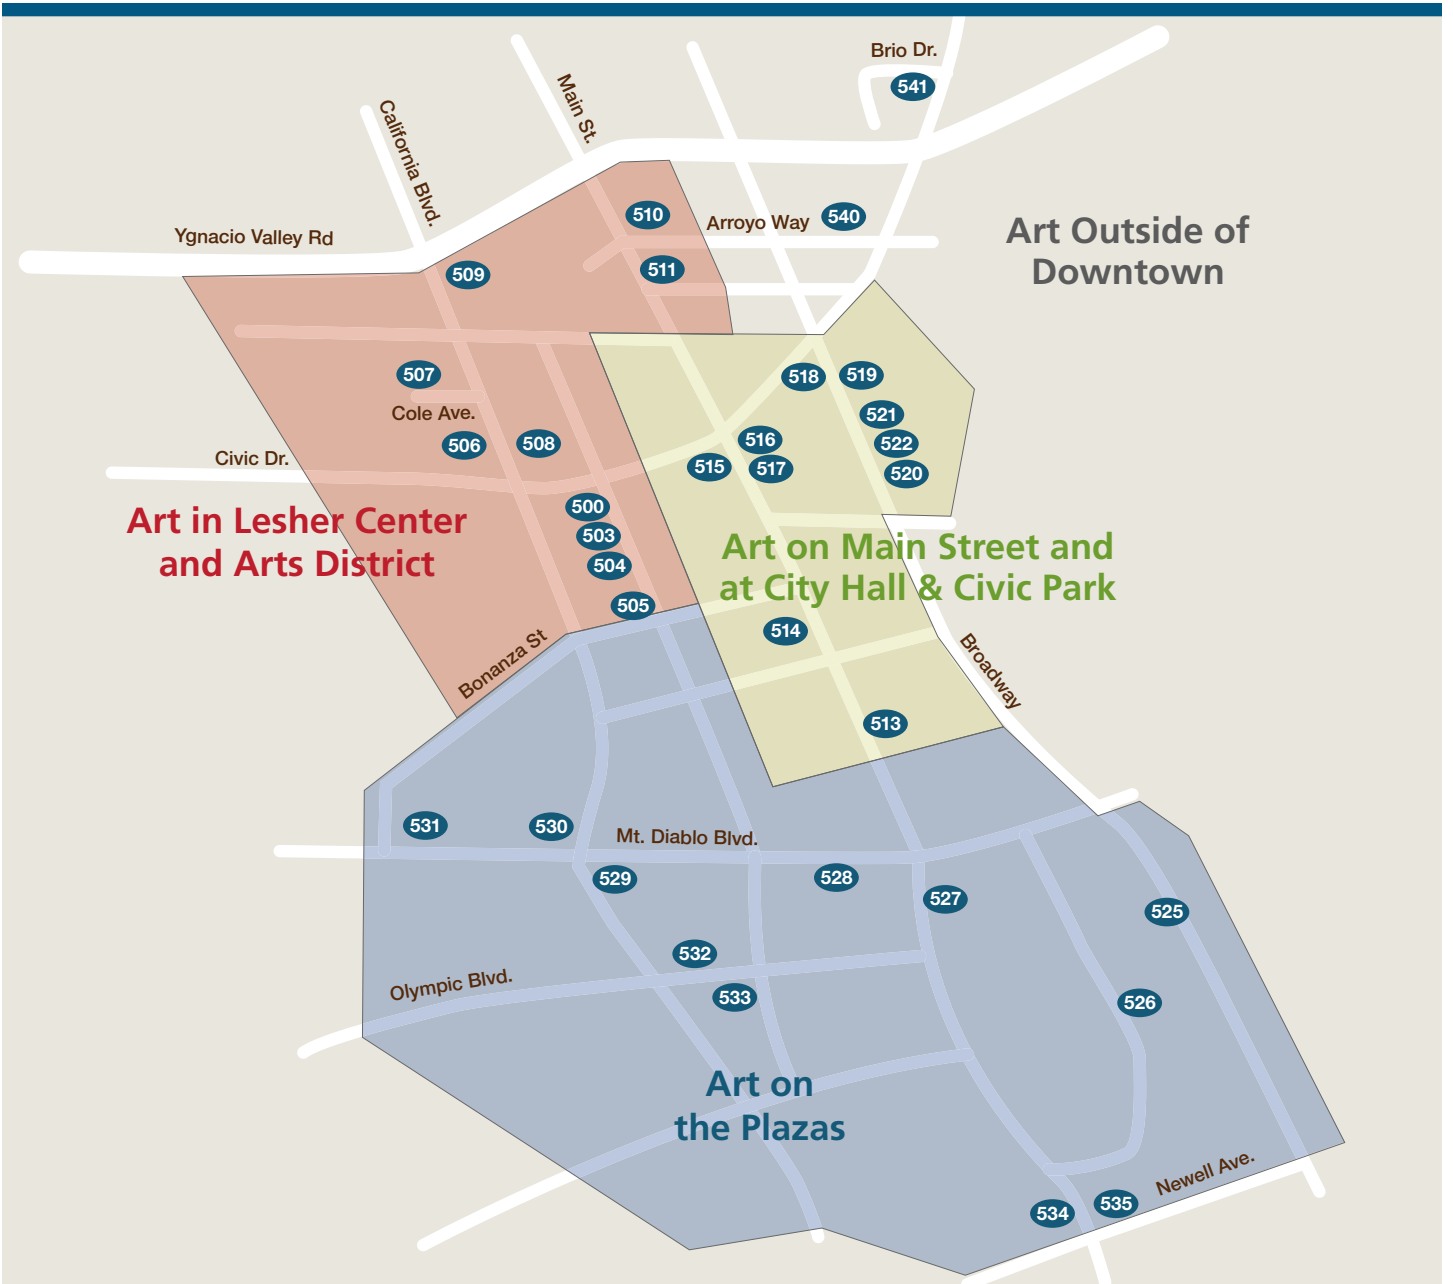 Brio Dr.
541
Main St.
California Blvd.
510
Arroyo Way
540
Art Outside of
Downtown
Ygnacio Valley Rd
509
511
507
518
519
Cole Ave.
521
506
508
516
522
Civic Dr.
515
517
520
500
Art in Lesher Center
and Arts District
503
504
Art on Main Street and
at City Hall & Civic Park
505
514
Bonanza St
Broadway
513
531
530
Mt. Diablo Blvd.
529
528
527
525
532
Olympic Blvd.
533
526
Art on
the Plazas
Newell Ave.
534
535